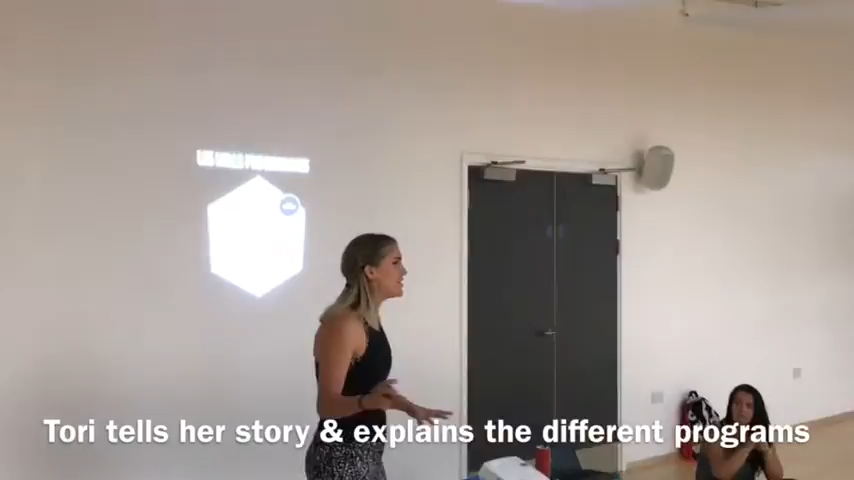 Tori tells her story & explains the different programs